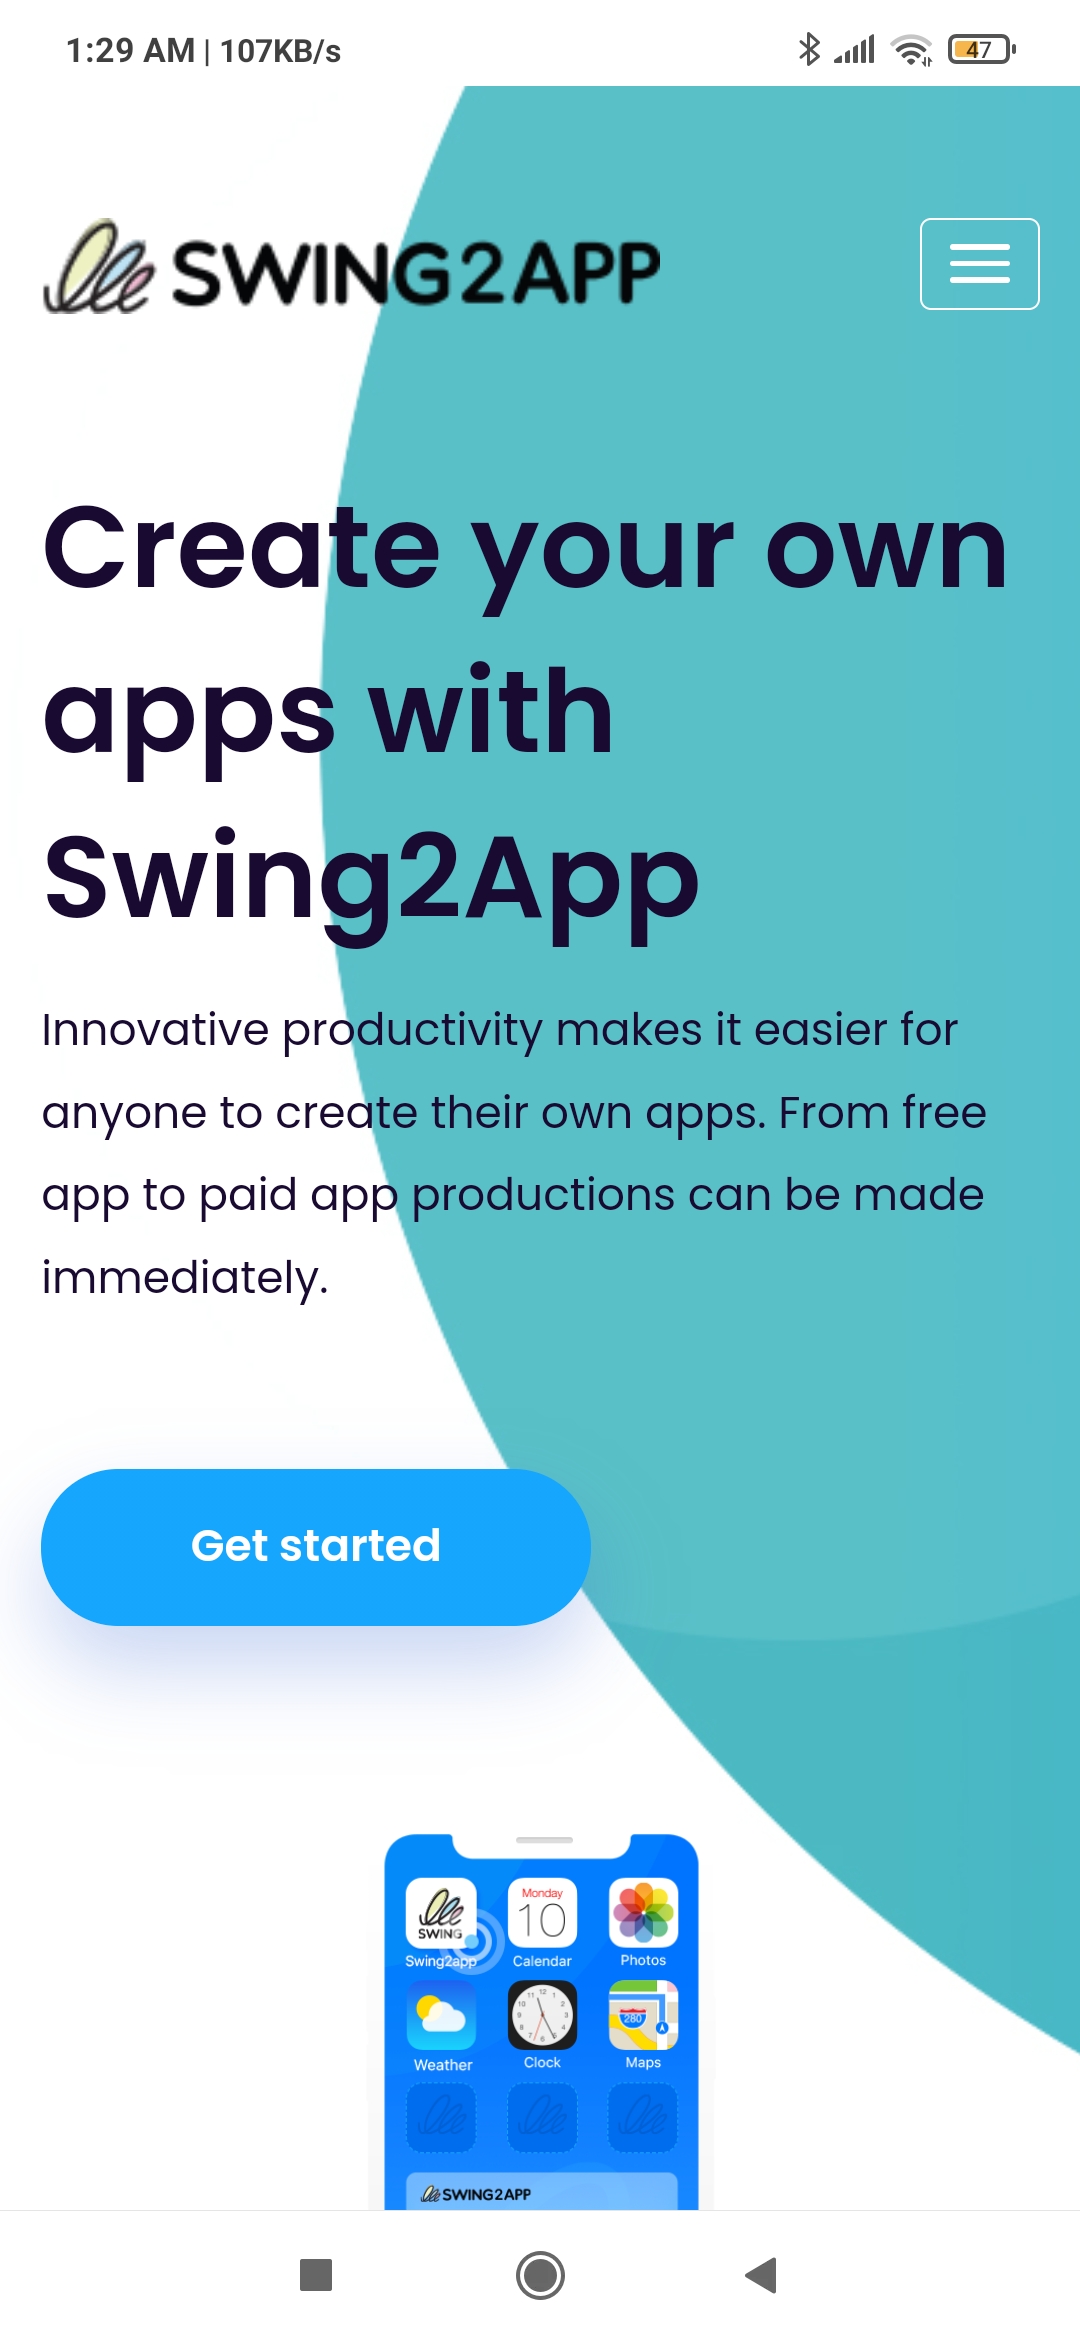 1:29 AM | 107KB/s
47
SWING2APP
Create your own
apps with
Swing2App
Innovative productivity makes it easier for
anyone to create their own apps. From free
app to paid app productions can be made
immediately.
Get started
SWING
Monday
10
Swing2app
Calendar
Photos
280
Weather
Clock
Maps
SWING2APP